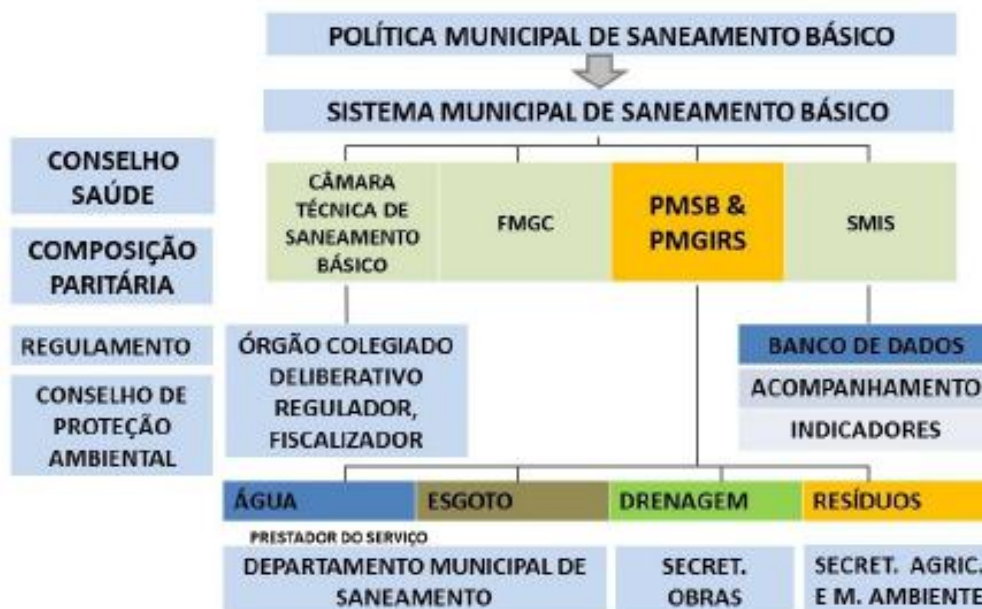 POLÍTICA MUNICIPAL DE SANEAMENTO BÁSICO
SISTEMA MUNICIPAL DE SANEAMENTO BÁSICO
CONSELHO
SAÚDE
COMPOSIÇÃO
PARITÁRIA
REGULAMENTO
CONSELHO DE
PROTEÇÃO
AMBIENTAL
CÂMARA
TÉCNICA DE
SANEAMENTO
BÁSICO
FMGC
PMSB &
PMGIRS
SMIS
ÓRGÃO COLEGIADO
DELIBERATIVO
REGULADOR,
FISCALIZADOR
BANCO DE DADOS
ACOMPANHAMENTO
INDICADORES
ÁGUA
ESGOTO
DRENAGEM
RESÍDUOS
PRESTADOR DO SERVIÇO
DEPARTAMENTO MUNICIPAL DE
SANEAMENTO
SECRET.
OBRAS
SECRET. AGRIC.
E M. AMBIENTE